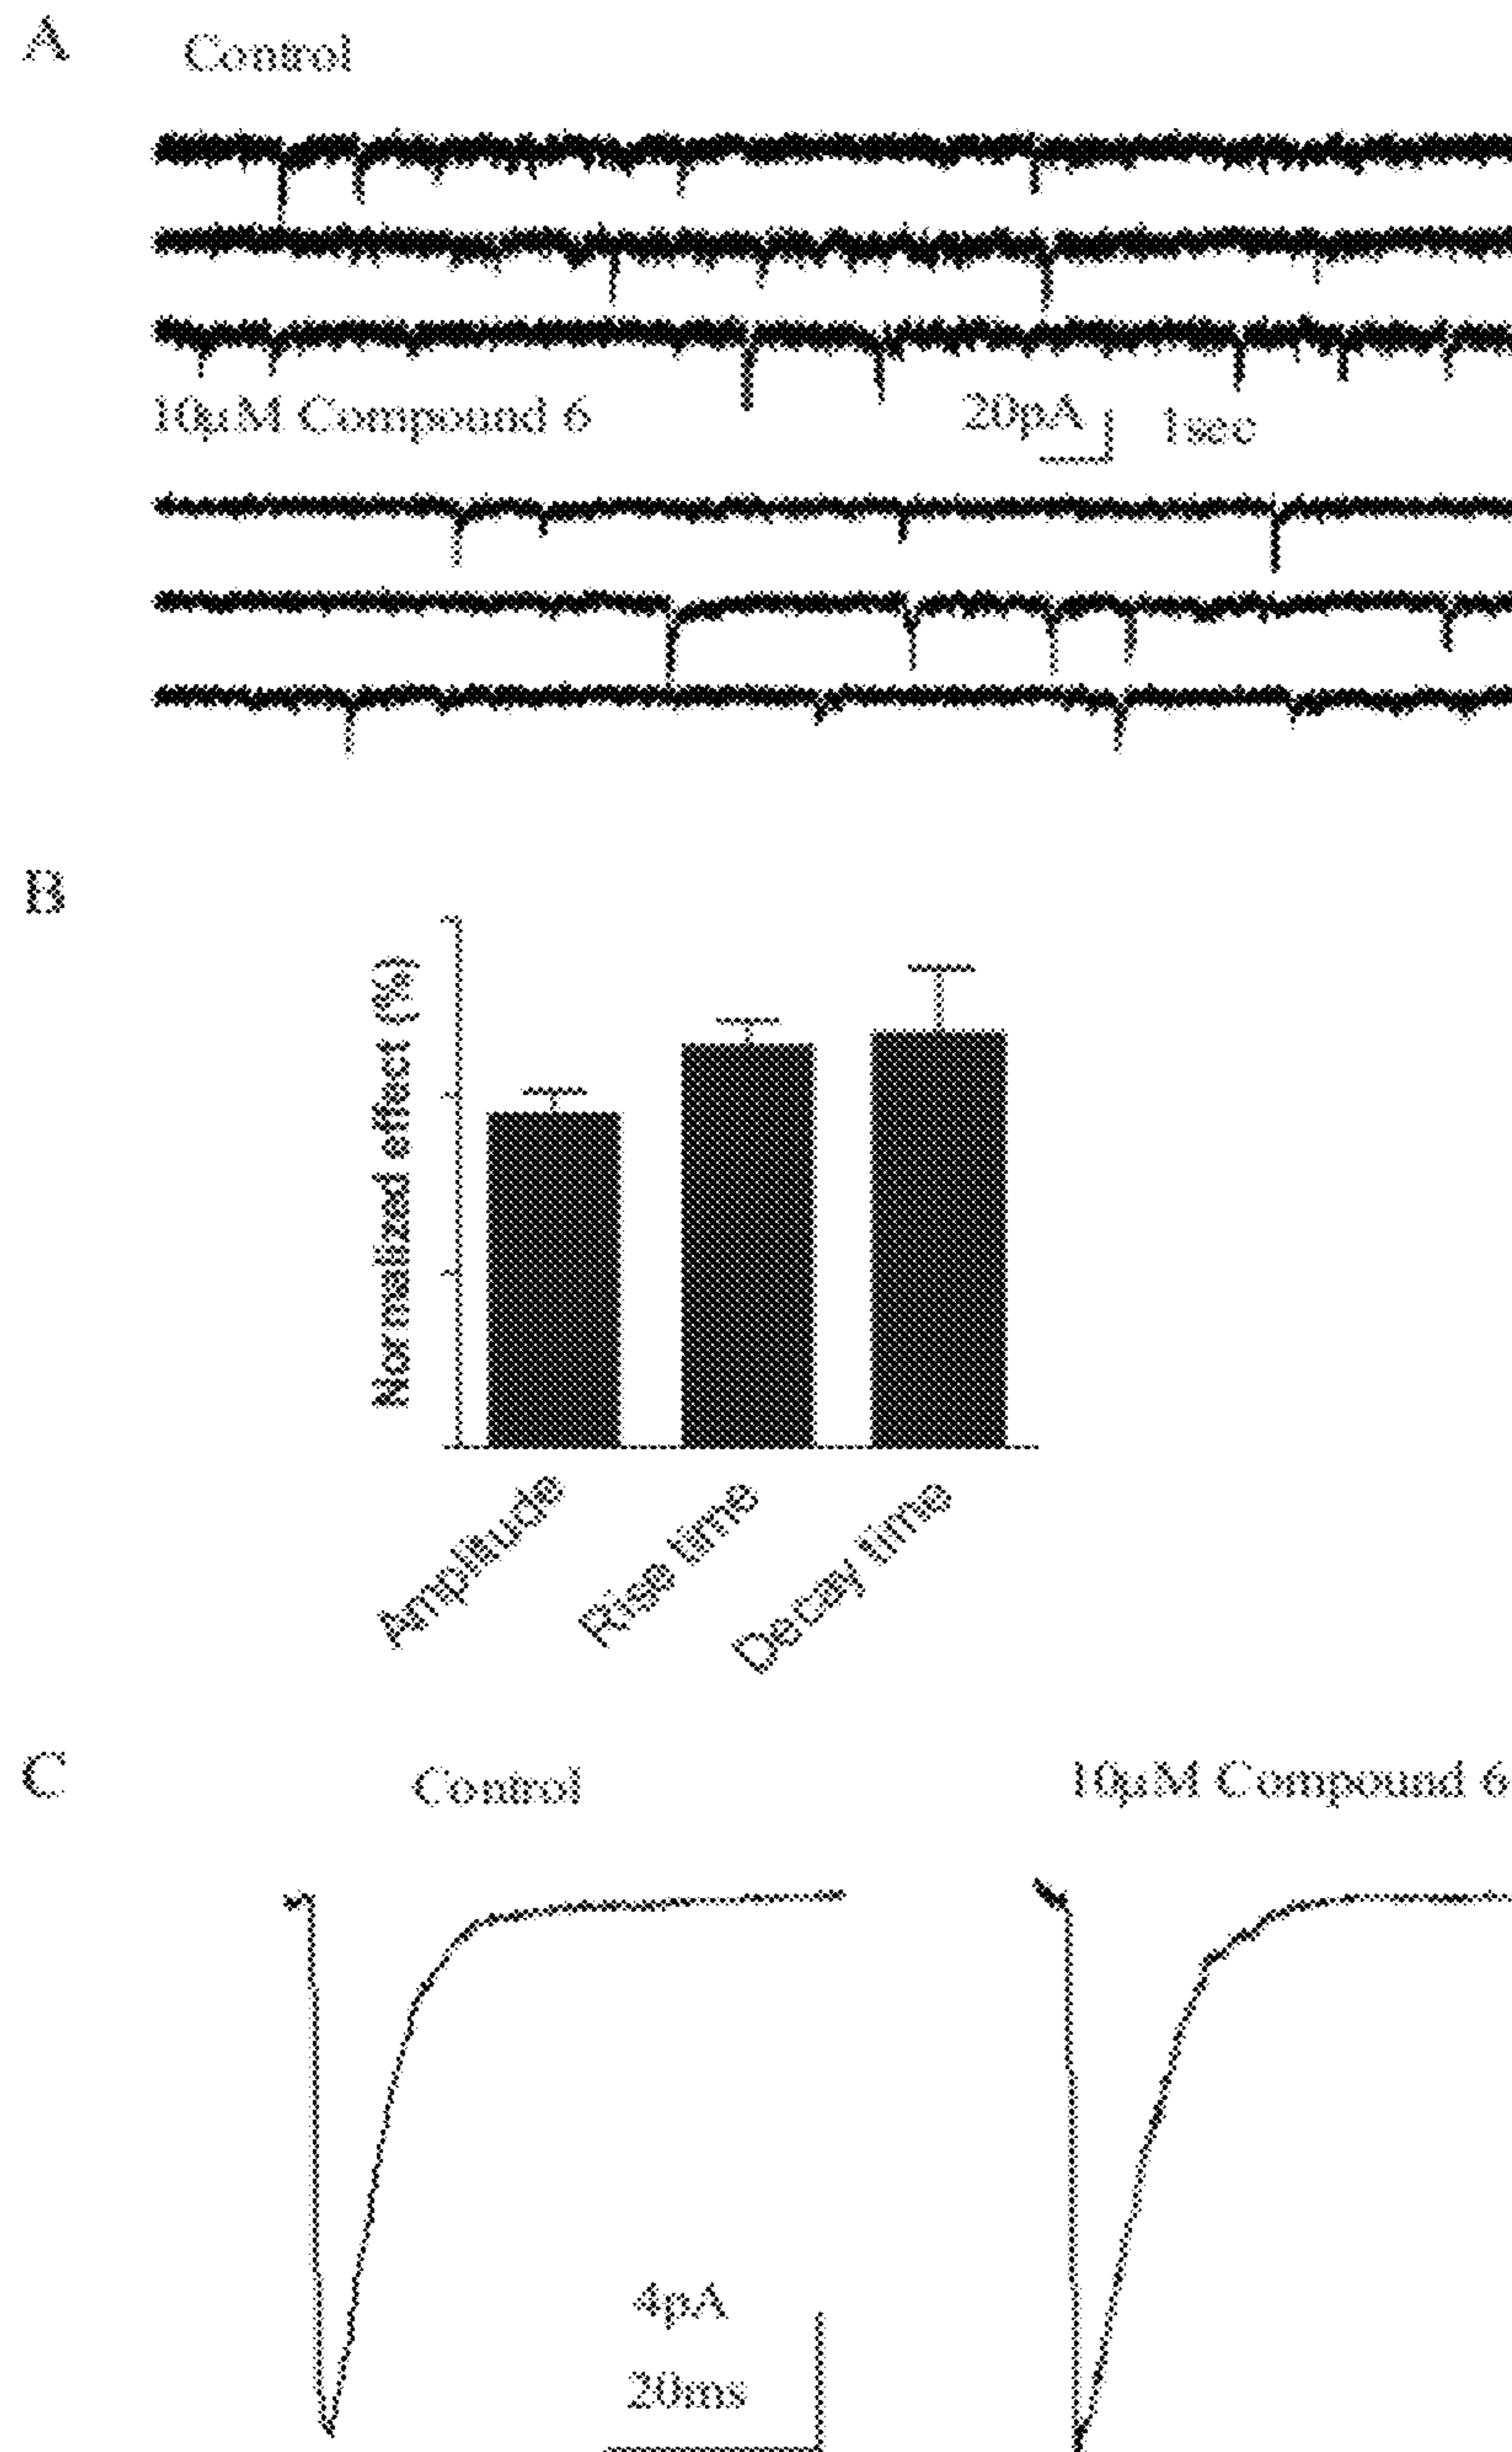 A
Control
10µM Compound 6
20pA
1sec
B
Normalized effect (%)
Amplitude
Rise time
Decay time
C
Control
10µM Compound 6
4pA
20ms